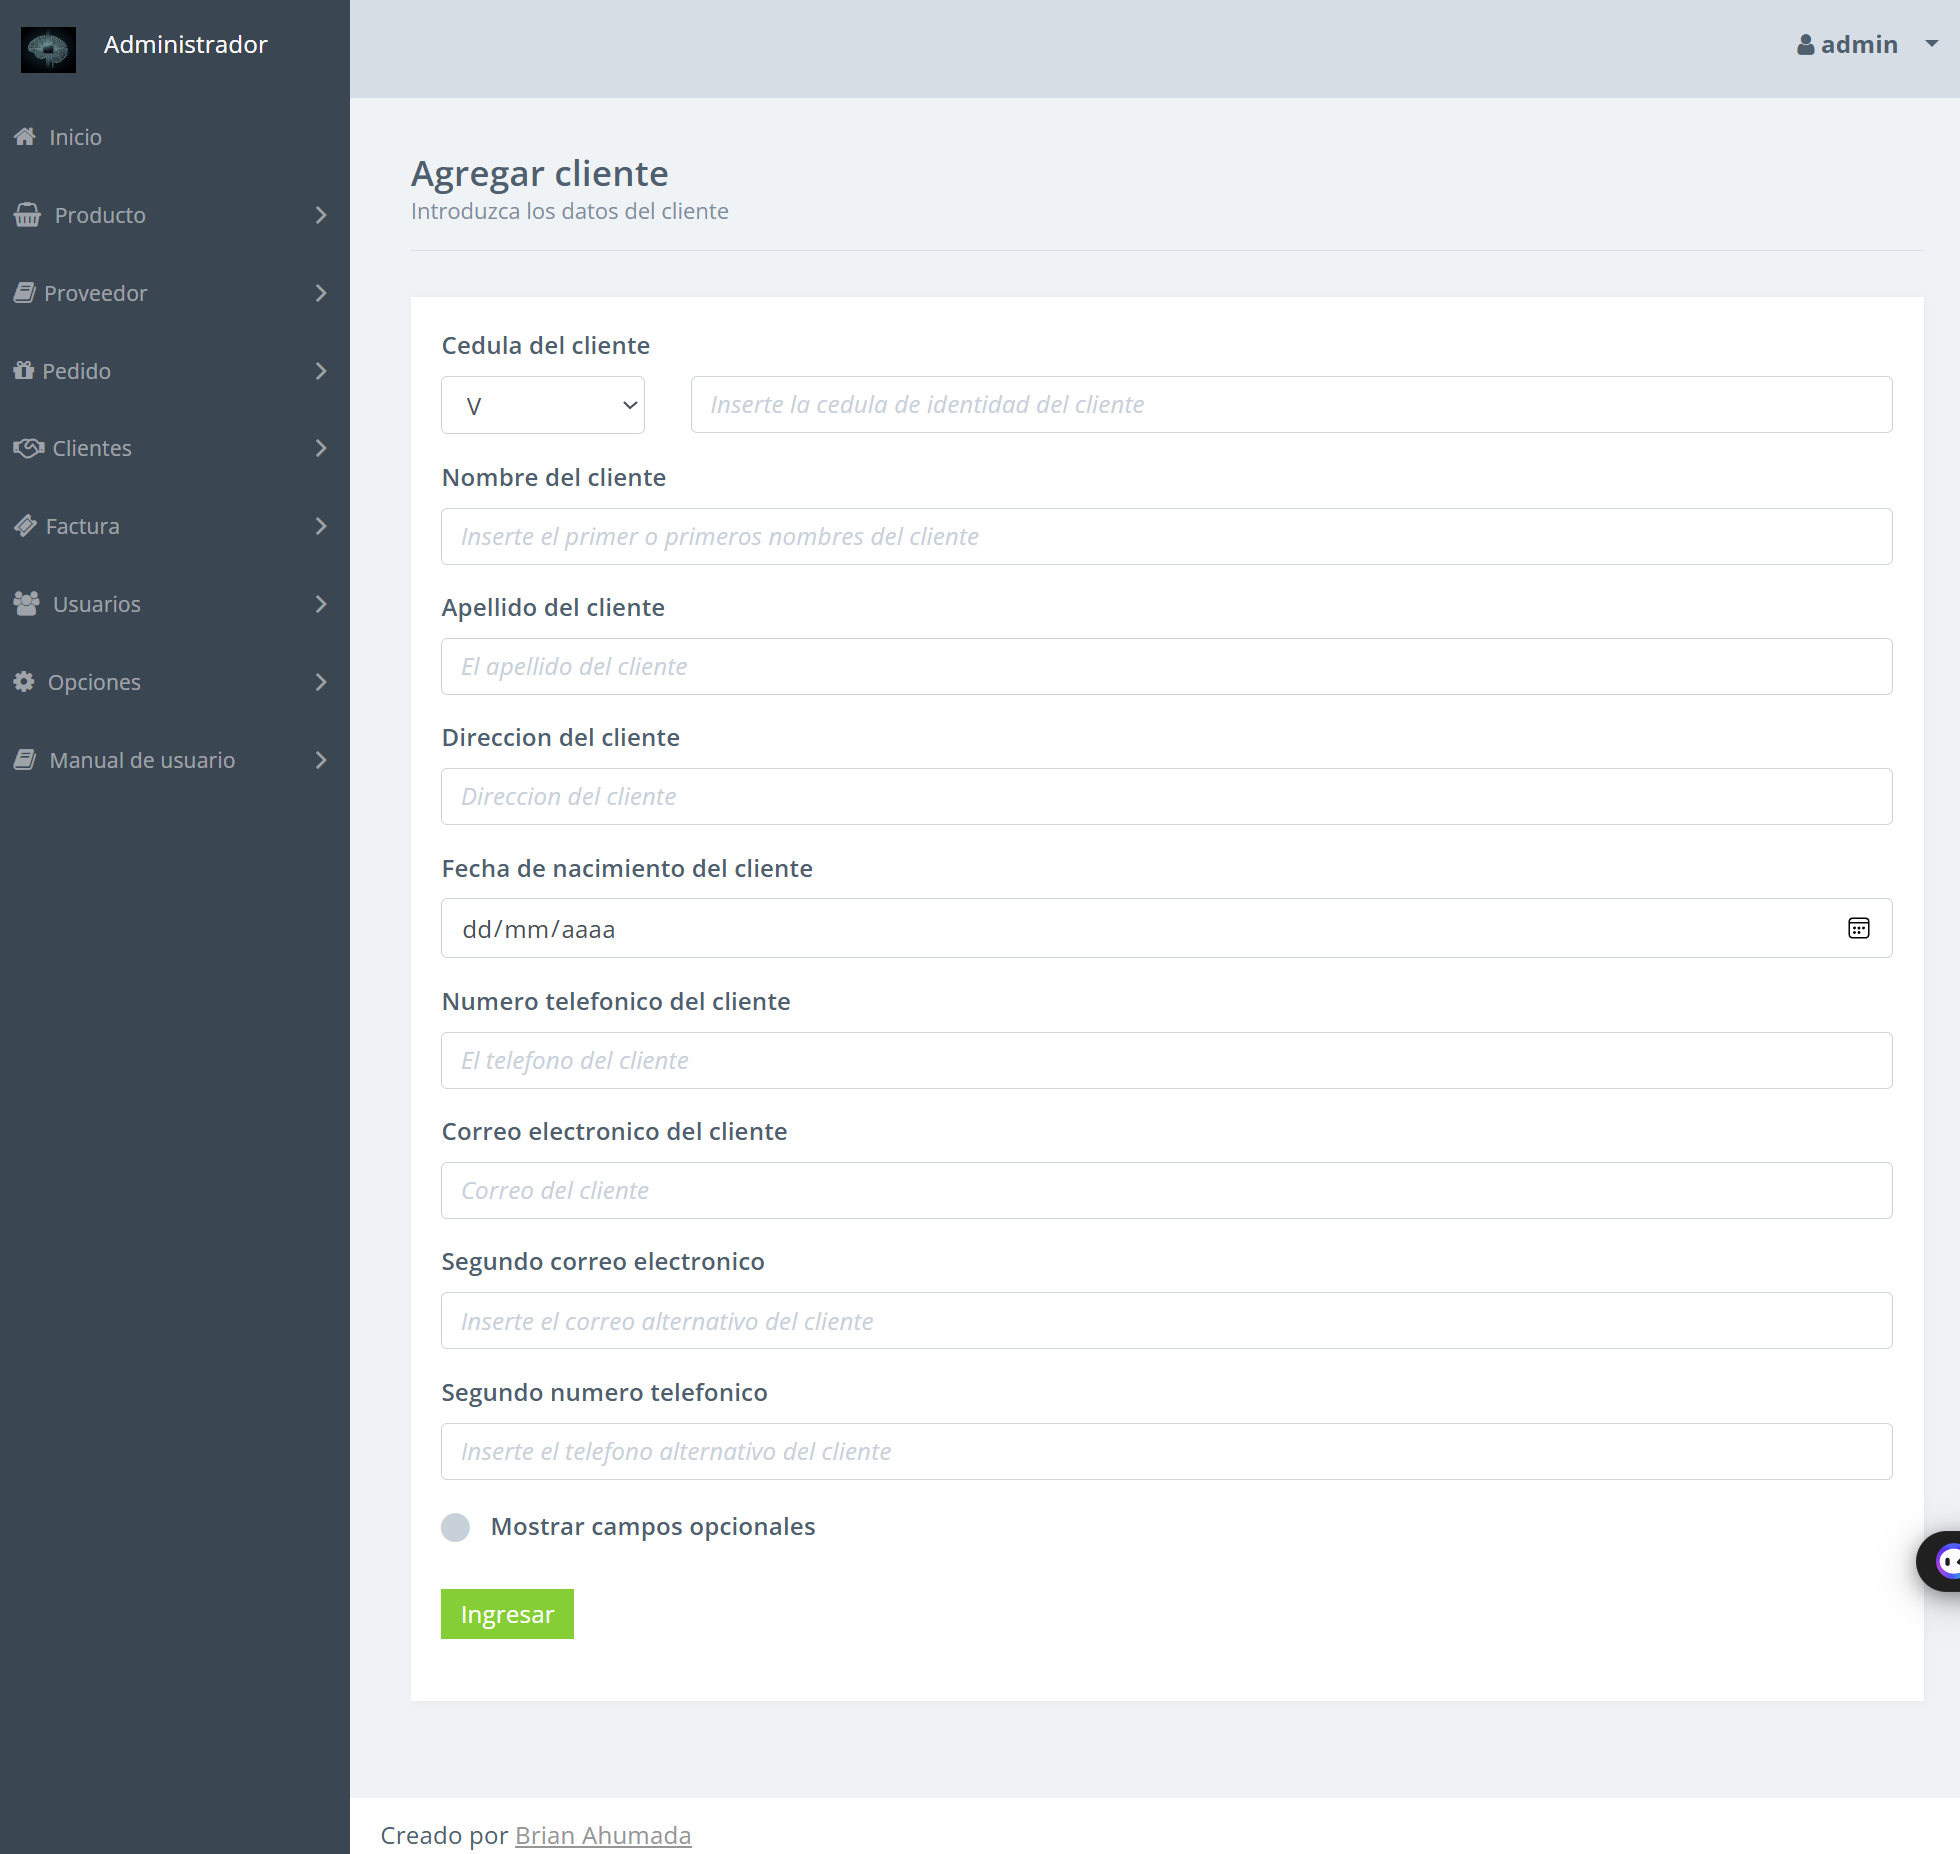 Administrador
admin
Inicio
Producto
Proveedor
Pedido
Clientes
Factura
Usuarios
Opciones
Manual de usuario
Agregar cliente
Introduzca los datos del cliente
Cedula del cliente
V
Inserte la cedula de identidad del cliente
Nombre del cliente
Inserte el primer o primeros nombres del cliente
Apellido del cliente
El apellido del cliente
Direccion del cliente
Direccion del cliente
Fecha de nacimiento del cliente
dd/mm/aaaa
Numero telefonico del cliente
El telefono del cliente
Correo electronico del cliente
Correo del cliente
Segundo correo electronico
Inserte el correo alternativo del cliente
Segundo numero telefonico
Inserte el telefono alternativo del cliente
Mostrar campos opcionales
Ingresar
Creado por Brian Ahumada